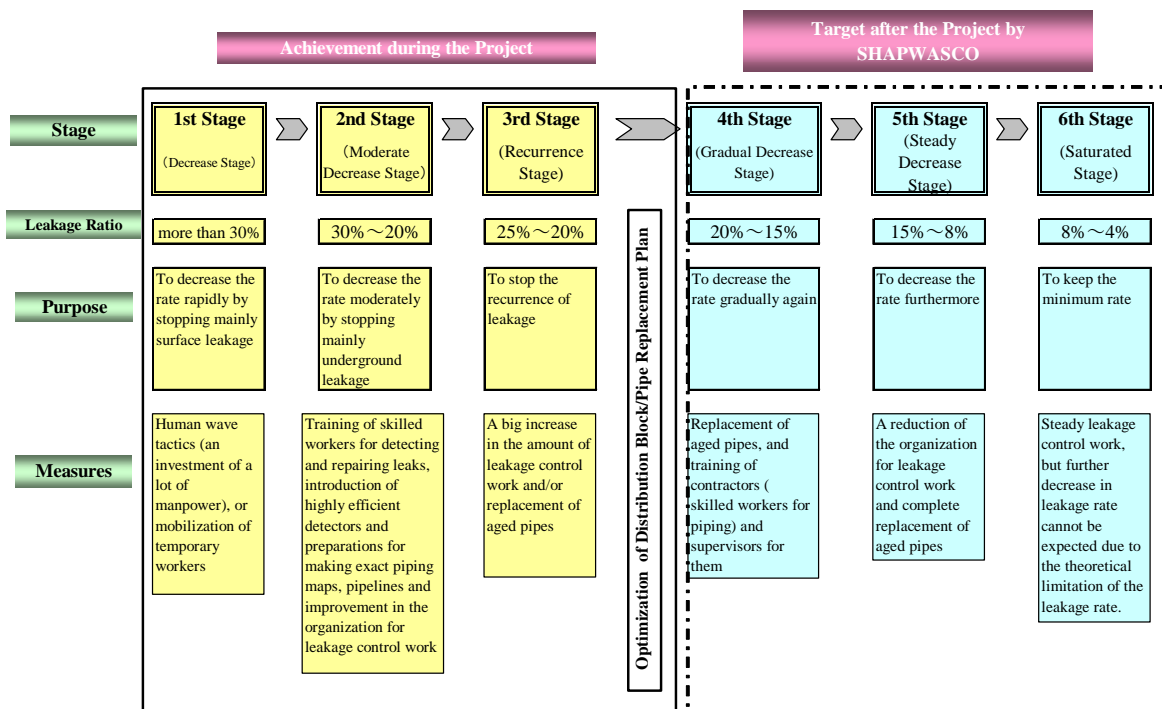 Achievement during the Project
Target after the Project by
SHAPWASCO
Stage
1st Stage
(Decrease Stage)
2nd Stage
(Moderate
Decrease Stage)
3rd Stage
(Recurrence
Stage)
4th Stage
(Gradual Decrease
Stage)
5th Stage
(Steady
Decrease
Stage)
6th Stage
(Saturated
Stage)
Leakage Ratio
more than 30%
30%~20%
25%~20%
20%~15%
15%~8%
8%~4%
Purpose
To decrease the
rate rapidly by
stopping mainly
surface leakage
To decrease the
rate moderately
by stopping
mainly
underground
leakage
To stop the
recurrence of
leakage
To decrease the
rate gradually again
To decrease the
rate furthermore
To keep the
minimum rate
Measures
Human wave
tactics (an
investment of a
lot of
manpower), or
mobilization of
temporary
workers
Training of skilled
workers for detecting
and repairing leaks,
introduction of
highly efficient
detectors and
preparations for
making exact piping
maps, pipelines and
improvement in the
organization for
leakage control work
A big increase
in the amount of
leakage control
work and/or
replacement of
aged pipes
Optimization of Distribution Block/Pipe Replacement Plan
Replacement of
aged pipes, and
training of
contractors (
skilled workers for
piping) and
supervisors for
them
A reduction of
the organization
for leakage
control work
and complete
replacement of
aged pipes
Steady leakage
control work,
but further
decrease in
leakage rate
cannot be
expected due to
the theoretical
limitation of the
leakage rate.